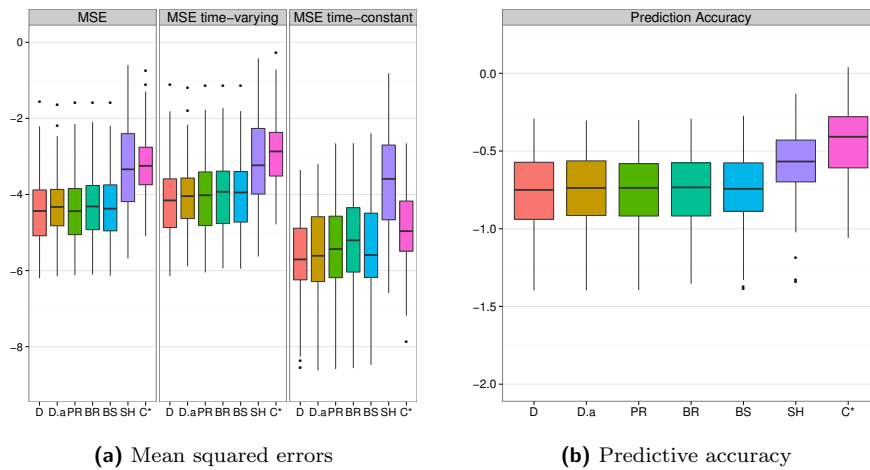 MSE
MSE time−varying
MSE time−constant
0
−2
−4
−6
−8
D D.a PR BR BS SH C*
D D.a PR BR BS SH C*
D D.a PR BR BS SH C*
(a) Mean squared errors
Prediction Accuracy
0.0
−0.5
−1.0
−1.5
−2.0
D D.a PR BR BS SH C*
(b) Predictive accuracy